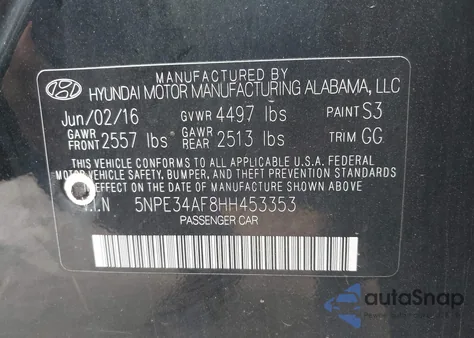 MANUFACTURED BY
HYUNDAI MOTOR MANUFACTURING ALABAMA, LLC
Jun/02/16 GVWR 4497 lbs PAINT S3
GAWR FRONT 2557 lbs GAWR REAR 2513 lbs TRIM GG
THIS VEHICLE CONFORMS TO ALL APPLICABLE U.S.A FEDERAL
MOTOR VEHICLE SAFETY, BUMPER, AND THEFT
PREVENTION STANDARDS
IN EFFECT ON THE DATE OF MANUFACTURE SHOWN ABOVE.
V.I.N 5NPE34AF8HH453353
PASSENGER CAR
autoSnap